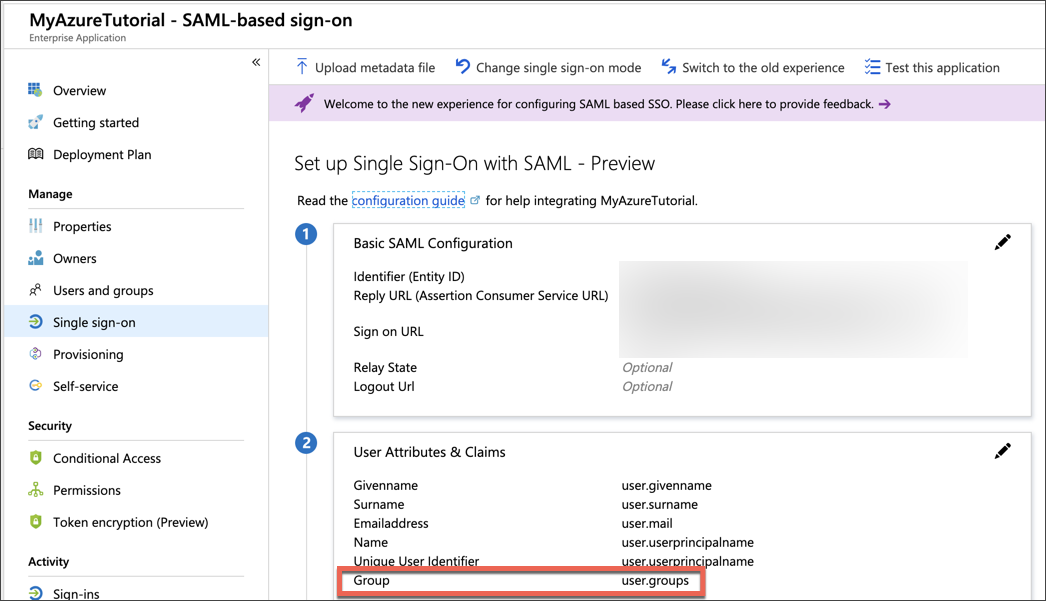 MyAzureTutorial - SAML-based sign-on
Enterprise Application
«
Overview
Getting started
Deployment Plan
Manage
Properties
Owners
Users and groups
Single sign-on
Provisioning
Self-service
Security
Conditional Access
Permissions
Token encryption (Preview)
Activity
Sign-ins
Upload metadata file Change single sign-on mode Switch to the old experience Test this application
Welcome to the new experience for configuring SAML based SSO. Please click here to provide feedback. →
Set up Single Sign-On with SAML - Preview
Read the configuration guide for help integrating MyAzureTutorial.
1
Basic SAML Configuration
Identifier (Entity ID)
Reply URL (Assertion Consumer Service URL)
Sign on URL
Relay State Optional
Logout Url Optional
2
User Attributes & Claims
Givenname user.givenname
Surname user.surname
Emailaddress user.mail
Name user.userprincipalname
Unique User Identifier user.userprincipalname
Group user.groups